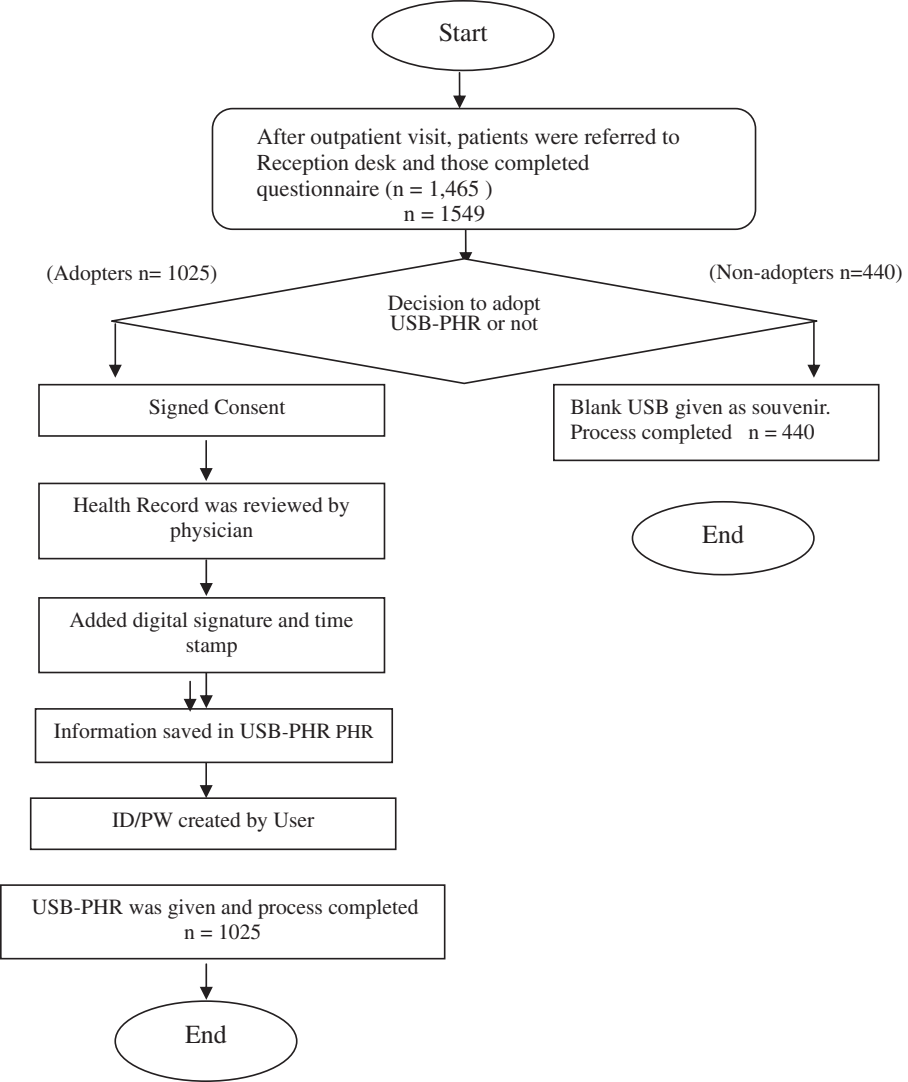 Start
After outpatient visit, patients were referred to
Reception desk and those completed
questionnaire (n = 1,465 )
n = 1549
(Adopters n= 1025)
(Non-adopters n=440)
Decision to adopt
USB-PHR or not
Signed Consent
Blank USB given as souvenir.
Process completed n = 440
Health Record was reviewed by
physician
End
Added digital signature and time
stamp
Information saved in USB-PHR PHR
ID/PW created by User
USB-PHR was given and process completed
n = 1025
End